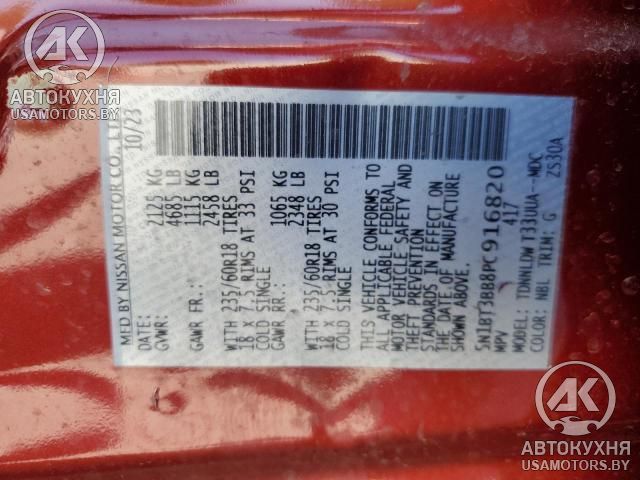 AK
АВТОКУХНЯ
USAMOTORS.BY
MFD BY NISSAN MOTOR CO., LT
DATE: 10/23
GVWR: 2125 KG
4685 LB
GAWR FR.: 1115 KG
2458 LB
WITH 235/60R18 TIRES
18 x 7.5 RIMS AT 33 PSI
COLD SINGLE
GAWR RR.: 1065 KG
2348 LB
WITH 235/60R18 TIRES
18 x 7.5 RIMS AT 30 PSI
COLD SINGLE
THIS VEHICLE CONFORMS TO
ALL APPLICABLE FEDERAL
MOTOR VEHICLE SAFETY AND
THEFT PREVENTION
STANDARDS IN EFFECT ON
THE DATE OF MANUFACTURE
SHOWN ABOVE.
5N1BT3BB8PC916820
MPV 417
MODEL: TDNNLDW T33UUA--MDC
COLOR: NBL TRIM: G ZS30A
AK
АВТОКУХНЯ
USAMOTORS.BY